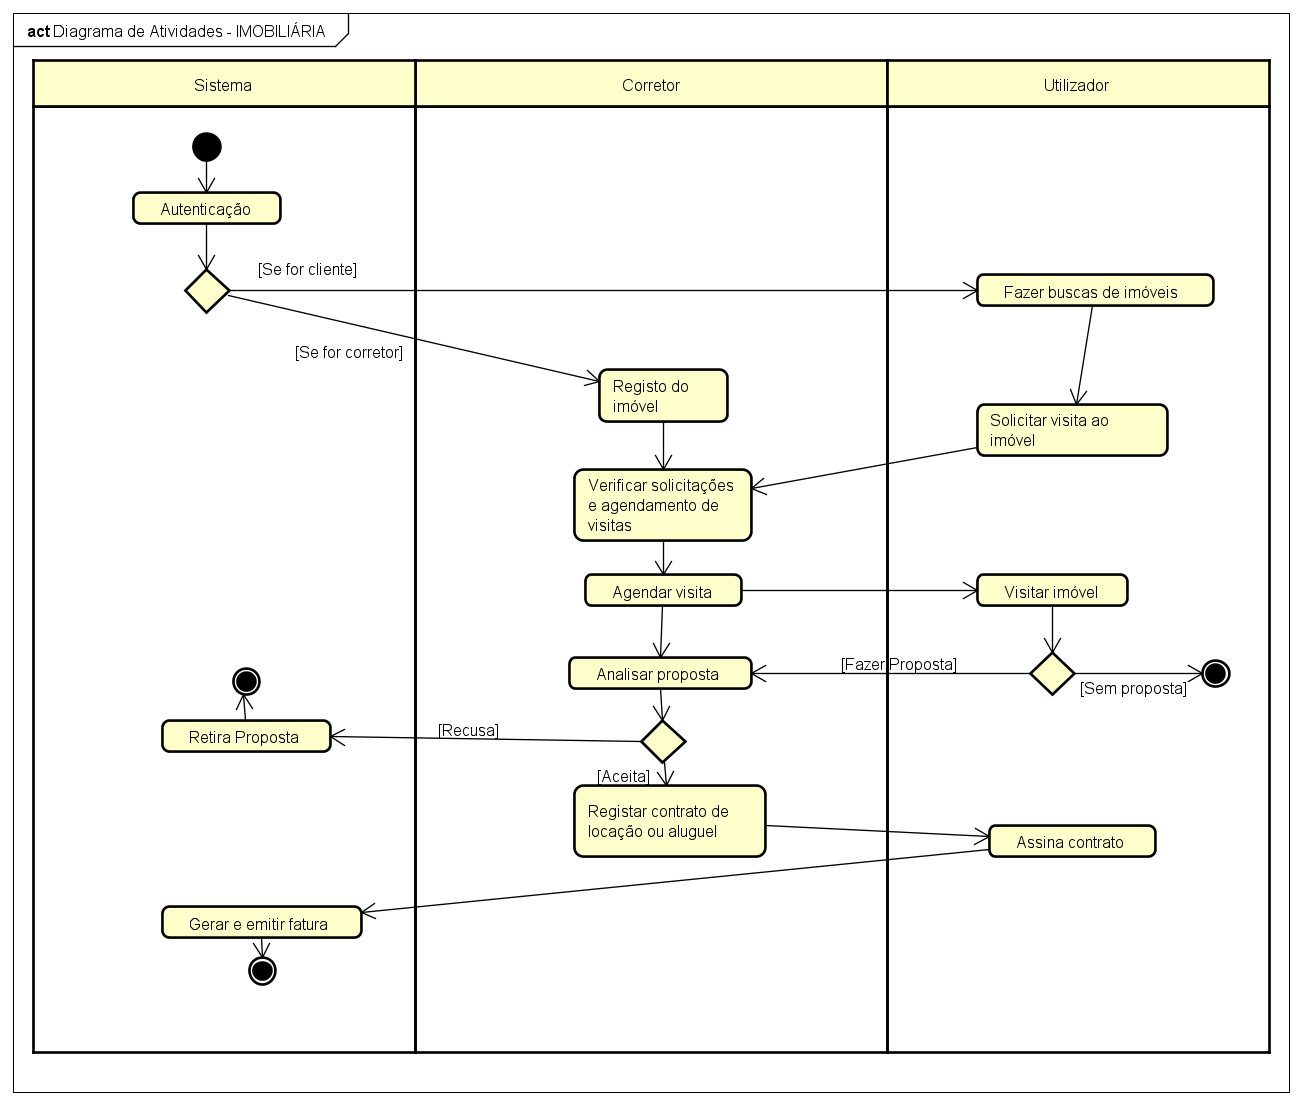 act Diagrama de Atividades - IMOBILIÁRIA
Sistema
Corretor
Utilizador
Autenticação
[Se for cliente]
Fazer buscas de imóveis
[Se for corretor]
Registo do
imóvel
Solicitar visita ao
imóvel
Verificar solicitações
e agendamento de
visitas
Agendar visita
Visitar imóvel
[Fazer Proposta]
Analisar proposta
[Sem proposta]
[Recusa]
Retira Proposta
[Aceita]
Registar contrato de
locação ou aluguel
Assina contrato
Gerar e emitir fatura